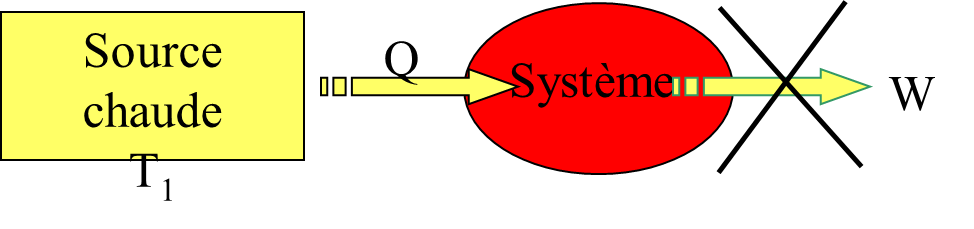 Source
chaude
T₁
Q
Système
W